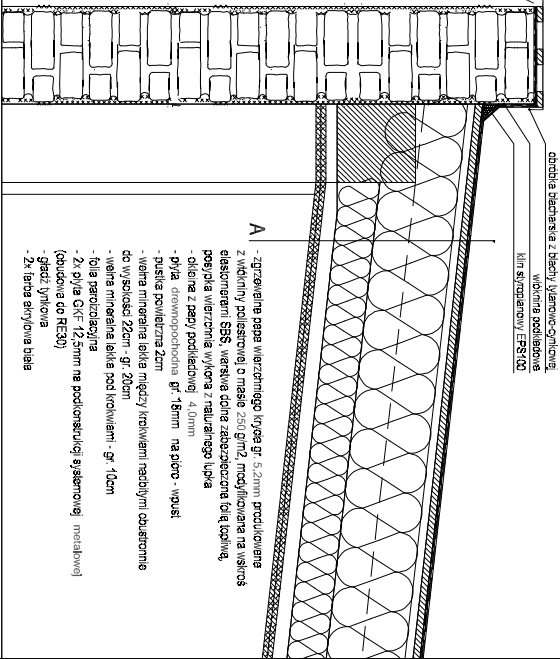 obróbka blacharska z blachy tytanowo-cynkowej
włóknina podkładowa
klin styropianowy EPS100
A
- zgrzewalna papa wierzchniego krycia gr. 5,2mm produkowana
z włókniny poliestrowej o masie 250 g/m2, modyfikowana na wskroś
elastomerem SBS, warstwa dolna zabezpieczona folią topliwą,
posypka wierzchnia wykona z naturalnego łupka
- okleina z papy podkładowej 4,0mm
- płyta drewnopochodna gr. 18mm na pióro - wpust
- pustka powietrzna 2cm
- wełna mineralna lekka między krokwiami nadbitymi obustronnie
do wysokości 22cm - gr. 20cm
- wełna mineralna lekka pod krokwiami - gr. 10cm
- folia paroizolacyjna
- 2x płyta GKF 12,5mm na podkonstrukcji systemowej metalowej
(obudowa do REI30)
- gładź tynkowa
- 2x farba akrylowa biała